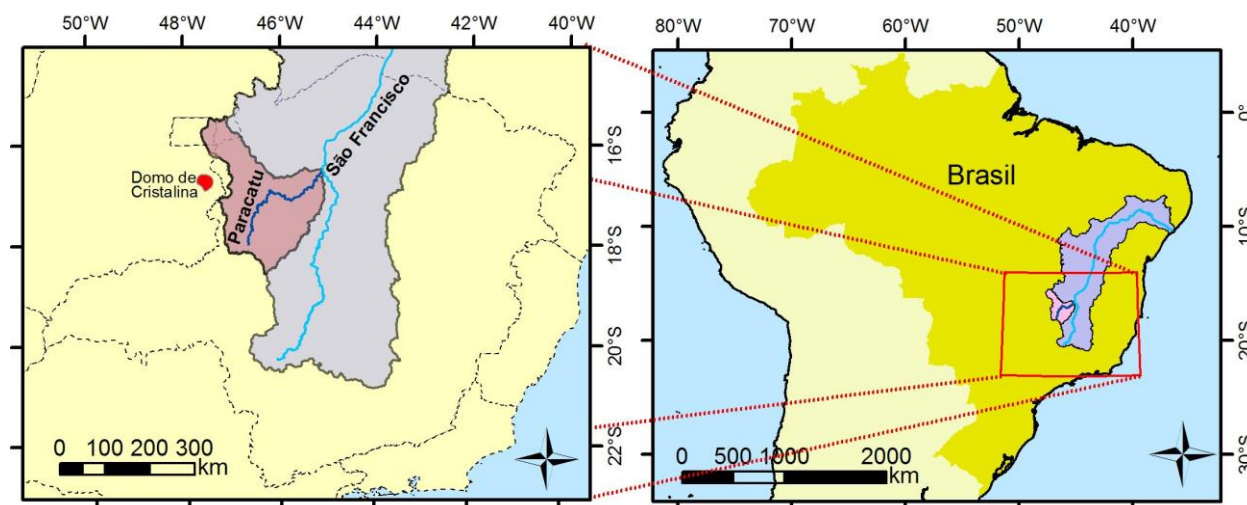 50°W 48°W 46°W 44°W 42°W 40°W
16°S
18°S
20°S
22°S
Domo de
Cristalina
Paracatu
São Francisco
0 100 200 300
km
80°W 70°W 60°W 50°W 40°W
0°
10°S
20°S
30°S
Brasil
0 500 1000 2000
km